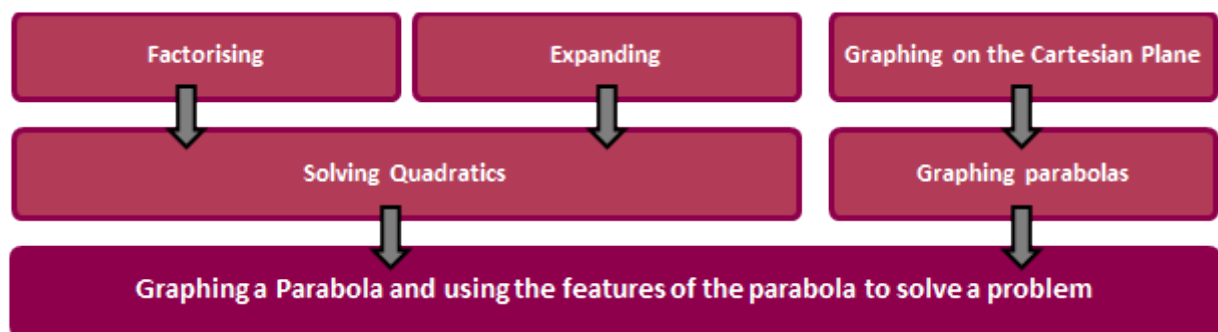 Factorising
Expanding
Graphing on the Cartesian Plane
Solving Quadratics
Graphing parabolas
Graphing a Parabola and using the features of the parabola to solve a problem